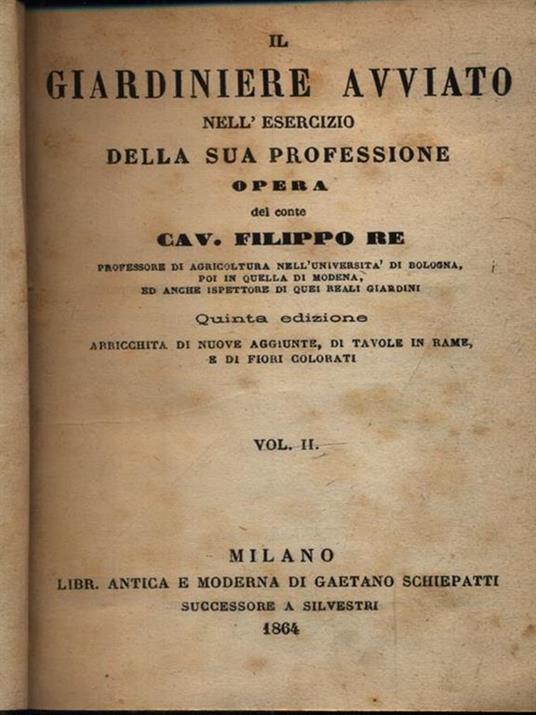 IL
GIARDINIERE AVVIATO
NELL' ESERCIZIO
DELLA SUA PROFESSIONE
OPERA
del conte
CAV. FILIPPO RE
PROFESSORE DI AGRICOLTURA NELL'UNIVERSITA' DI BOLOGNA,
POI IN QUELLA DI MODENA,
ED ANCHE ISPETTORE DI QUEI REALI GIARDINI
Quinta edizione
ARRICCHITA DI NUOVE AGGIUNTE, DI TAVOLE IN RAME,
E DI FIORI COLORATI
VOL. II.
MILANO
LIBR. ANTICA E MODERNA DI GAETANO SCHIEPATTI
SUCCESSORE A SILVESTRI
1864